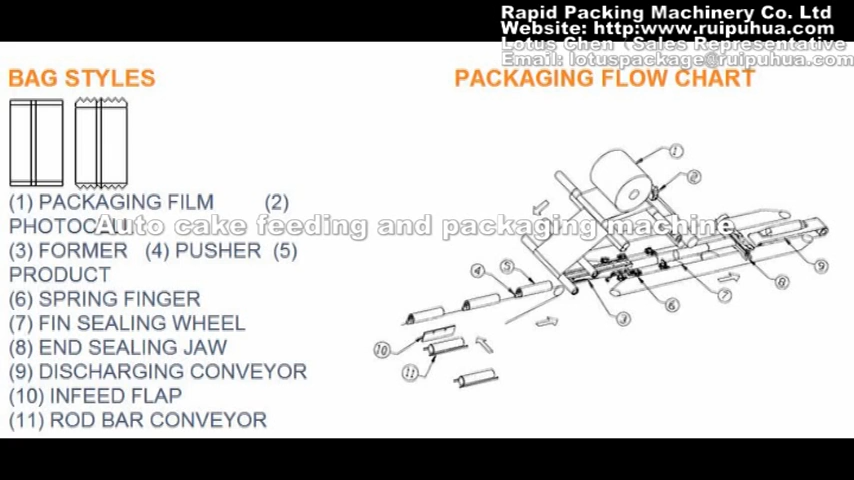 Rapid Packing Machinery Co. Ltd
Website: http:www.ruipuhua.com
Lotus Chen (Sales Representative
Email: lotuspackage@ruipuhua.com
BAG STYLES
PACKAGING FLOW CHART
(1) PACKAGING FILM (2)
PHOTOCALL
Auto cake feeding and packaging machine
(3) FORMER (4) PUSHER (5)
PRODUCT
(6) SPRING FINGER
(7) FIN SEALING WHEEL
(8) END SEALING JAW
(9) DISCHARGING CONVEYOR
(10) INFEED FLAP
(11) ROD BAR CONVEYOR
1
2
4
5
3
6
7
8
9
10
11